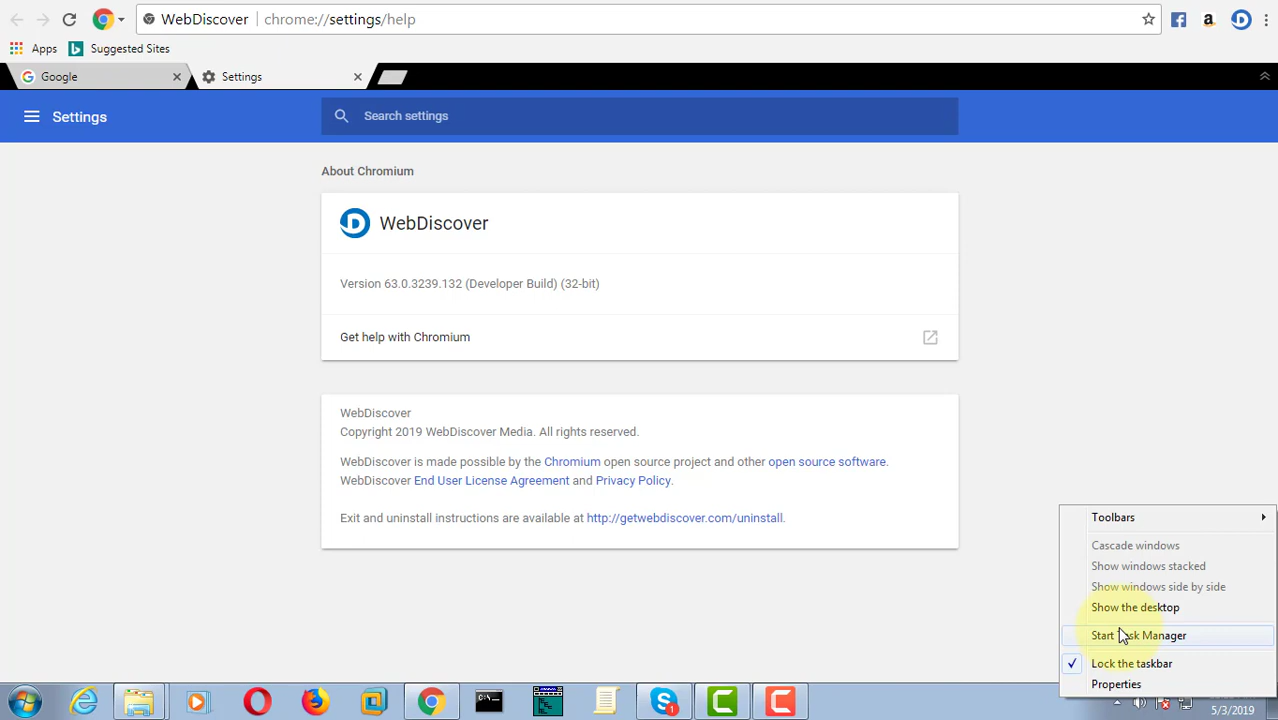 WebDiscover chrome://settings/help
Apps Suggested Sites
Google Settings
Settings Search settings
About Chromium
WebDiscover
Version 63.0.3239.132 (Developer Build) (32-bit)
Get help with Chromium
WebDiscover
Copyright 2019 WebDiscover Media. All rights reserved.
WebDiscover is made possible by the Chromium open source project and other open source software.
WebDiscover End User License Agreement and Privacy Policy.
Exit and uninstall instructions are available at http://getwebdiscover.com/uninstall.
Toolbars
Cascade windows
Show windows stacked
Show windows side by side
Show the desktop
Start Task Manager
Lock the taskbar
Properties
5/3/2019